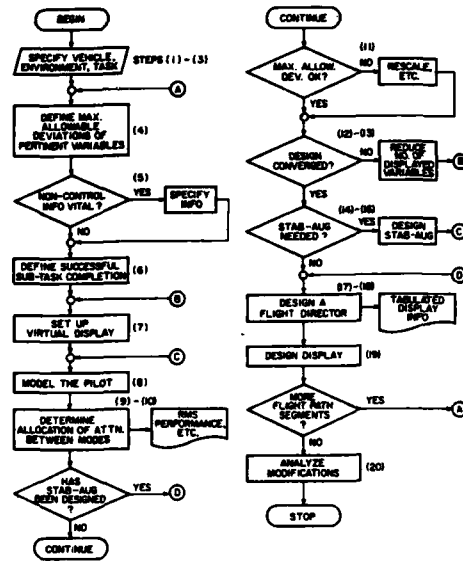 BEGIN
SPECIFY VEHICLE,
ENVIRONMENT, TASK
STEPS (1) - (3)
A
DEFINE MAX.
ALLOWABLE
DEVIATIONS OF
PERTINENT VARIABLES
(4)
(5)
NON-CONTROL
INFO VITAL ?
YES
SPECIFY
INFO
NO
DEFINE SUCCESSFUL
SUB-TASK COMPLETION
(6)
B
SET UP
VIRTUAL DISPLAY
(7)
C
MODEL THE PILOT
(8)
(9) - (10)
DETERMINE
ALLOCATION OF ATTN.
BETWEEN MODES
RMS
PERFORMANCE,
ETC.
HAS
STAB-AUG
BEEN DESIGNED
?
YES
D
NO
CONTINUE
CONTINUE
(11)
MAX. ALLOW.
DEV. OK?
NO
RESCALE,
ETC.
YES
(12)-(13)
DESIGN
CONVERGED?
NO
REDUCE
NO. OF
DISPLAYED
VARIABLES
B
YES
(14)-(16)
STAB-AUG
NEEDED ?
YES
DESIGN
STAB-AUG
C
NO
D
(17)-(18)
DESIGN A
FLIGHT DIRECTOR
TABULATED
DISPLAY
INFO
DESIGN DISPLAY
(19)
MORE
FLIGHT PATH
SEGMENTS
?
YES
A
NO
ANALYZE
MODIFICATIONS
(20)
STOP